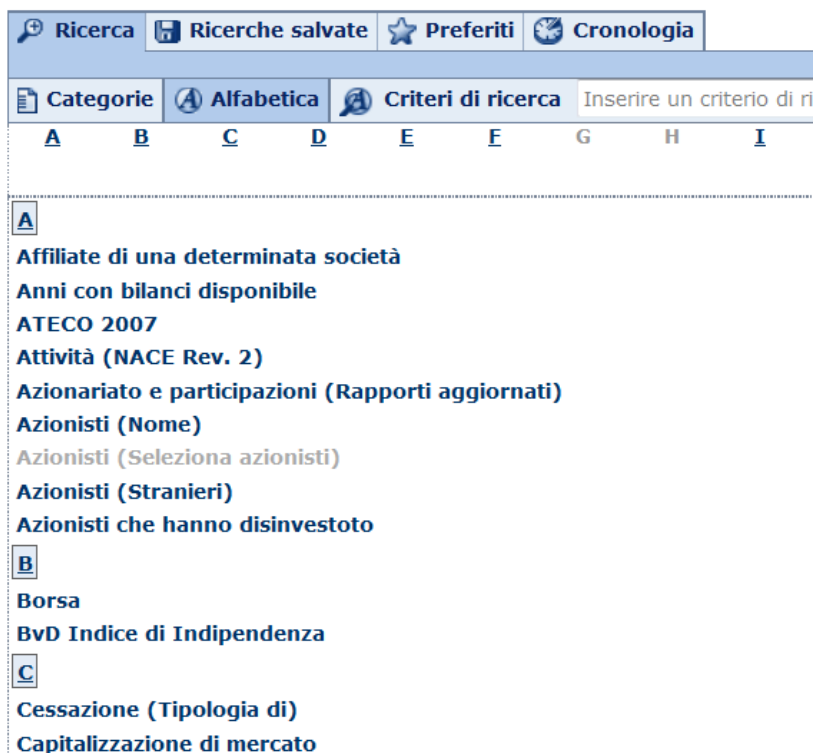 Ricerca Ricerche salvate Preferiti Cronologia
Categorie Alfabetica Criteri di ricerca Inserire un criterio di ri
A B C D E F G H I
A
Affiliate di una determinata società
Anni con bilanci disponibile
ATECO 2007
Attività (NACE Rev. 2)
Azionariato e participazioni (Rapporti aggiornati)
Azionisti (Nome)
Azionisti (Seleziona azionisti)
Azionisti (Stranieri)
Azionisti che hanno disinvestoto
B
Borsa
BvD Indice di Indipendenza
C
Cessazione (Tipologia di)
Capitalizzazione di mercato